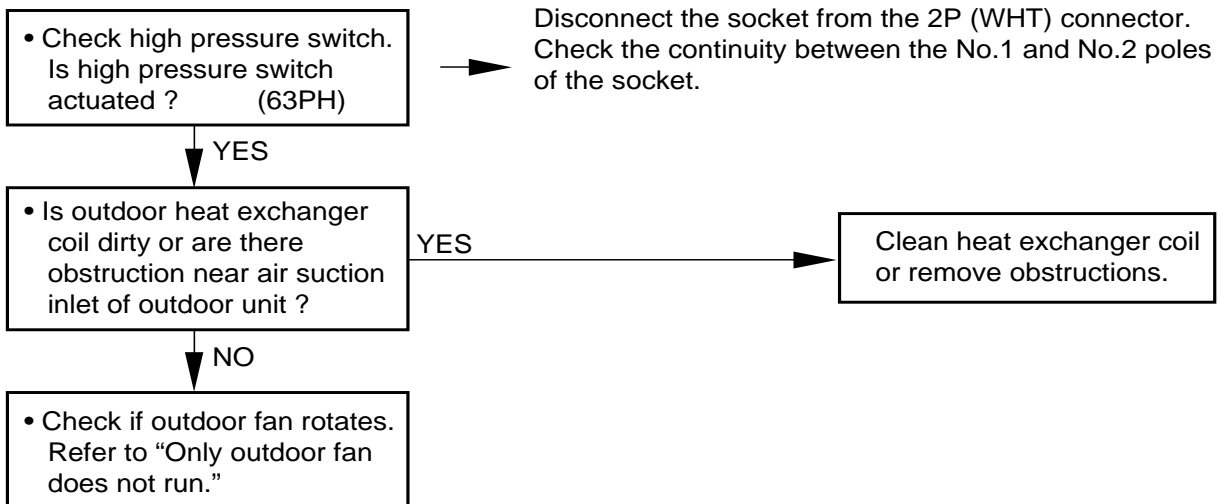 • Check high pressure switch.
Is high pressure switch
actuated ? (63PH)
Disconnect the socket from the 2P (WHT) connector.
Check the continuity between the No.1 and No.2 poles
of the socket.
YES
• Is outdoor heat exchanger
coil dirty or are there
obstruction near air suction
inlet of outdoor unit ?
YES
Clean heat exchanger coil
or remove obstructions.
NO
• Check if outdoor fan rotates.
Refer to “Only outdoor fan
does not run.”